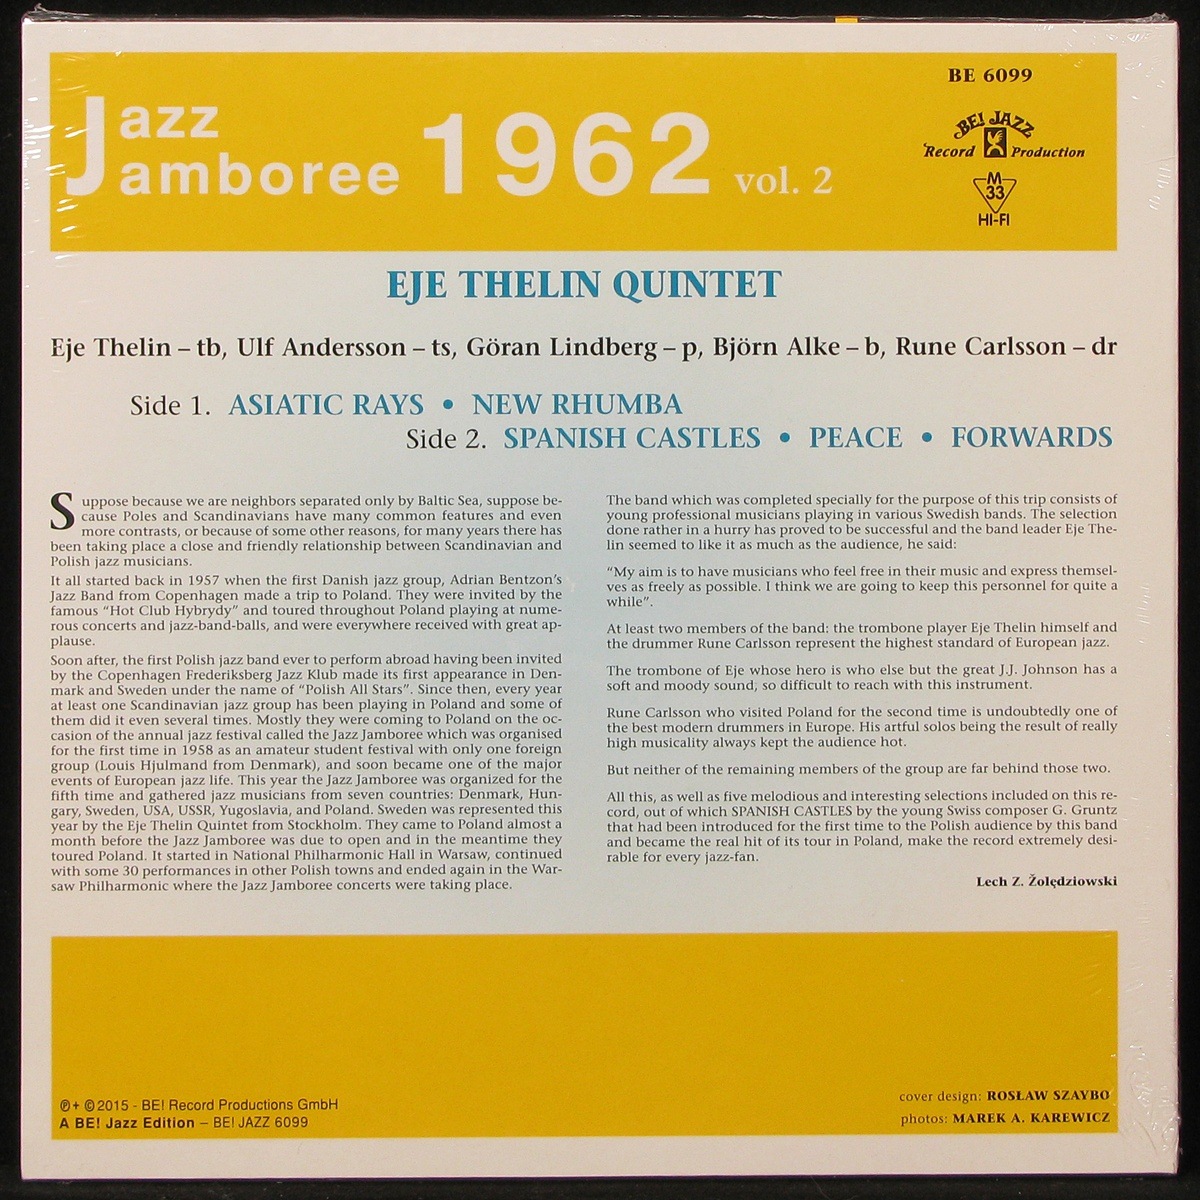 BE 6099
BE! JAZZ
Record Production
M
33
HI-FI
Jazz
Jamboree 1962 vol. 2
EJE THELIN QUINTET
Eje Thelin – tb, Ulf Andersson – ts, Göran Lindberg – p, Björn Alke – b, Rune Carlsson – dr
Side 1. ASIATIC RAYS • NEW RHUMBA
Side 2. SPANISH CASTLES • PEACE • FORWARDS
Suppose because we are neighbors separated only by Baltic Sea, suppose be-
cause Poles and Scandinavians have many common features and even
more contrasts, or because of some other reasons, for many years there has
been taking place a close and friendly relationship between Scandinavian and
Polish jazz musicians.
It all started back in 1957 when the first Danish jazz group, Adrian Bentzon's
Jazz Band from Copenhagen made a trip to Poland. They were invited by the
famous "Hot Club Hybrydy" and toured throughout Poland playing at nume-
rous concerts and jazz-band-balls, and were everywhere received with great ap-
plause.
Soon after, the first Polish jazz band ever to perform abroad having been invited
by the Copenhagen Frederiksberg Jazz Klub made its first appearance in Den-
mark and Sweden under the name of "Polish All Stars". Since then, every year
at least one Scandinavian jazz group has been playing in Poland and some of
them did it even several times. Mostly they were coming to Poland on the oc-
casion of the annual jazz festival called the Jazz Jamboree which was organised
for the first time in 1958 as an amateur student festival with only one foreign
group (Louis Hjulmand from Denmark), and soon became one of the major
events of European jazz life. This year the Jazz Jamboree was organized for the
fifth time and gathered jazz musicians from seven countries: Denmark, Hun-
gary, Sweden, USA, USSR, Yugoslavia, and Poland. Sweden was represented this
year by the Eje Thelin Quintet from Stockholm. They came to Poland almost a
month before the Jazz Jamboree was due to open and in the meantime they
toured Poland. It started in National Philharmonic Hall in Warsaw, continued
with some 30 performances in other Polish towns and ended again in the War-
saw Philharmonic where the Jazz Jamboree concerts were taking place.
The band which was completed specially for the purpose of this trip consists of
young professional musicians playing in various Swedish bands. The selection
done rather in a hurry has proved to be successful and the band leader Eje The-
lin seemed to like it as much as the audience, he said:
"My aim is to have musicians who feel free in their music and express themsel-
ves as freely as possible. I think we are going to keep this personnel for quite a
while".
At least two members of the band: the trombone player Eje Thelin himself and
the drummer Rune Carlsson represent the highest standard of European jazz.
The trombone of Eje whose hero is who else but the great J.J. Johnson has a
soft and moody sound, so difficult to reach with this instrument.
Rune Carlsson who visited Poland for the second time is undoubtedly one of
the best modern drummers in Europe. His artful solos being the result of really
high musicality always kept the audience hot.
But neither of the remaining members of the group are far behind those two.
All this, as well as five melodious and interesting selections included on this re-
cord, out of which SPANISH CASTLES by the young Swiss composer G. Gruntz
that had been introduced for the first time to the Polish audience by this band
and became the real hit of its tour in Poland, make the record extremely desi-
rable for every jazz-fan.
Lech Z. Żolędziowski
℗+ ©2015 - BE! Record Productions GmbH
A BE! Jazz Edition – BE! JAZZ 6099
cover design: ROSŁAW SZAYBO
photos: MAREK A. KAREWICZ